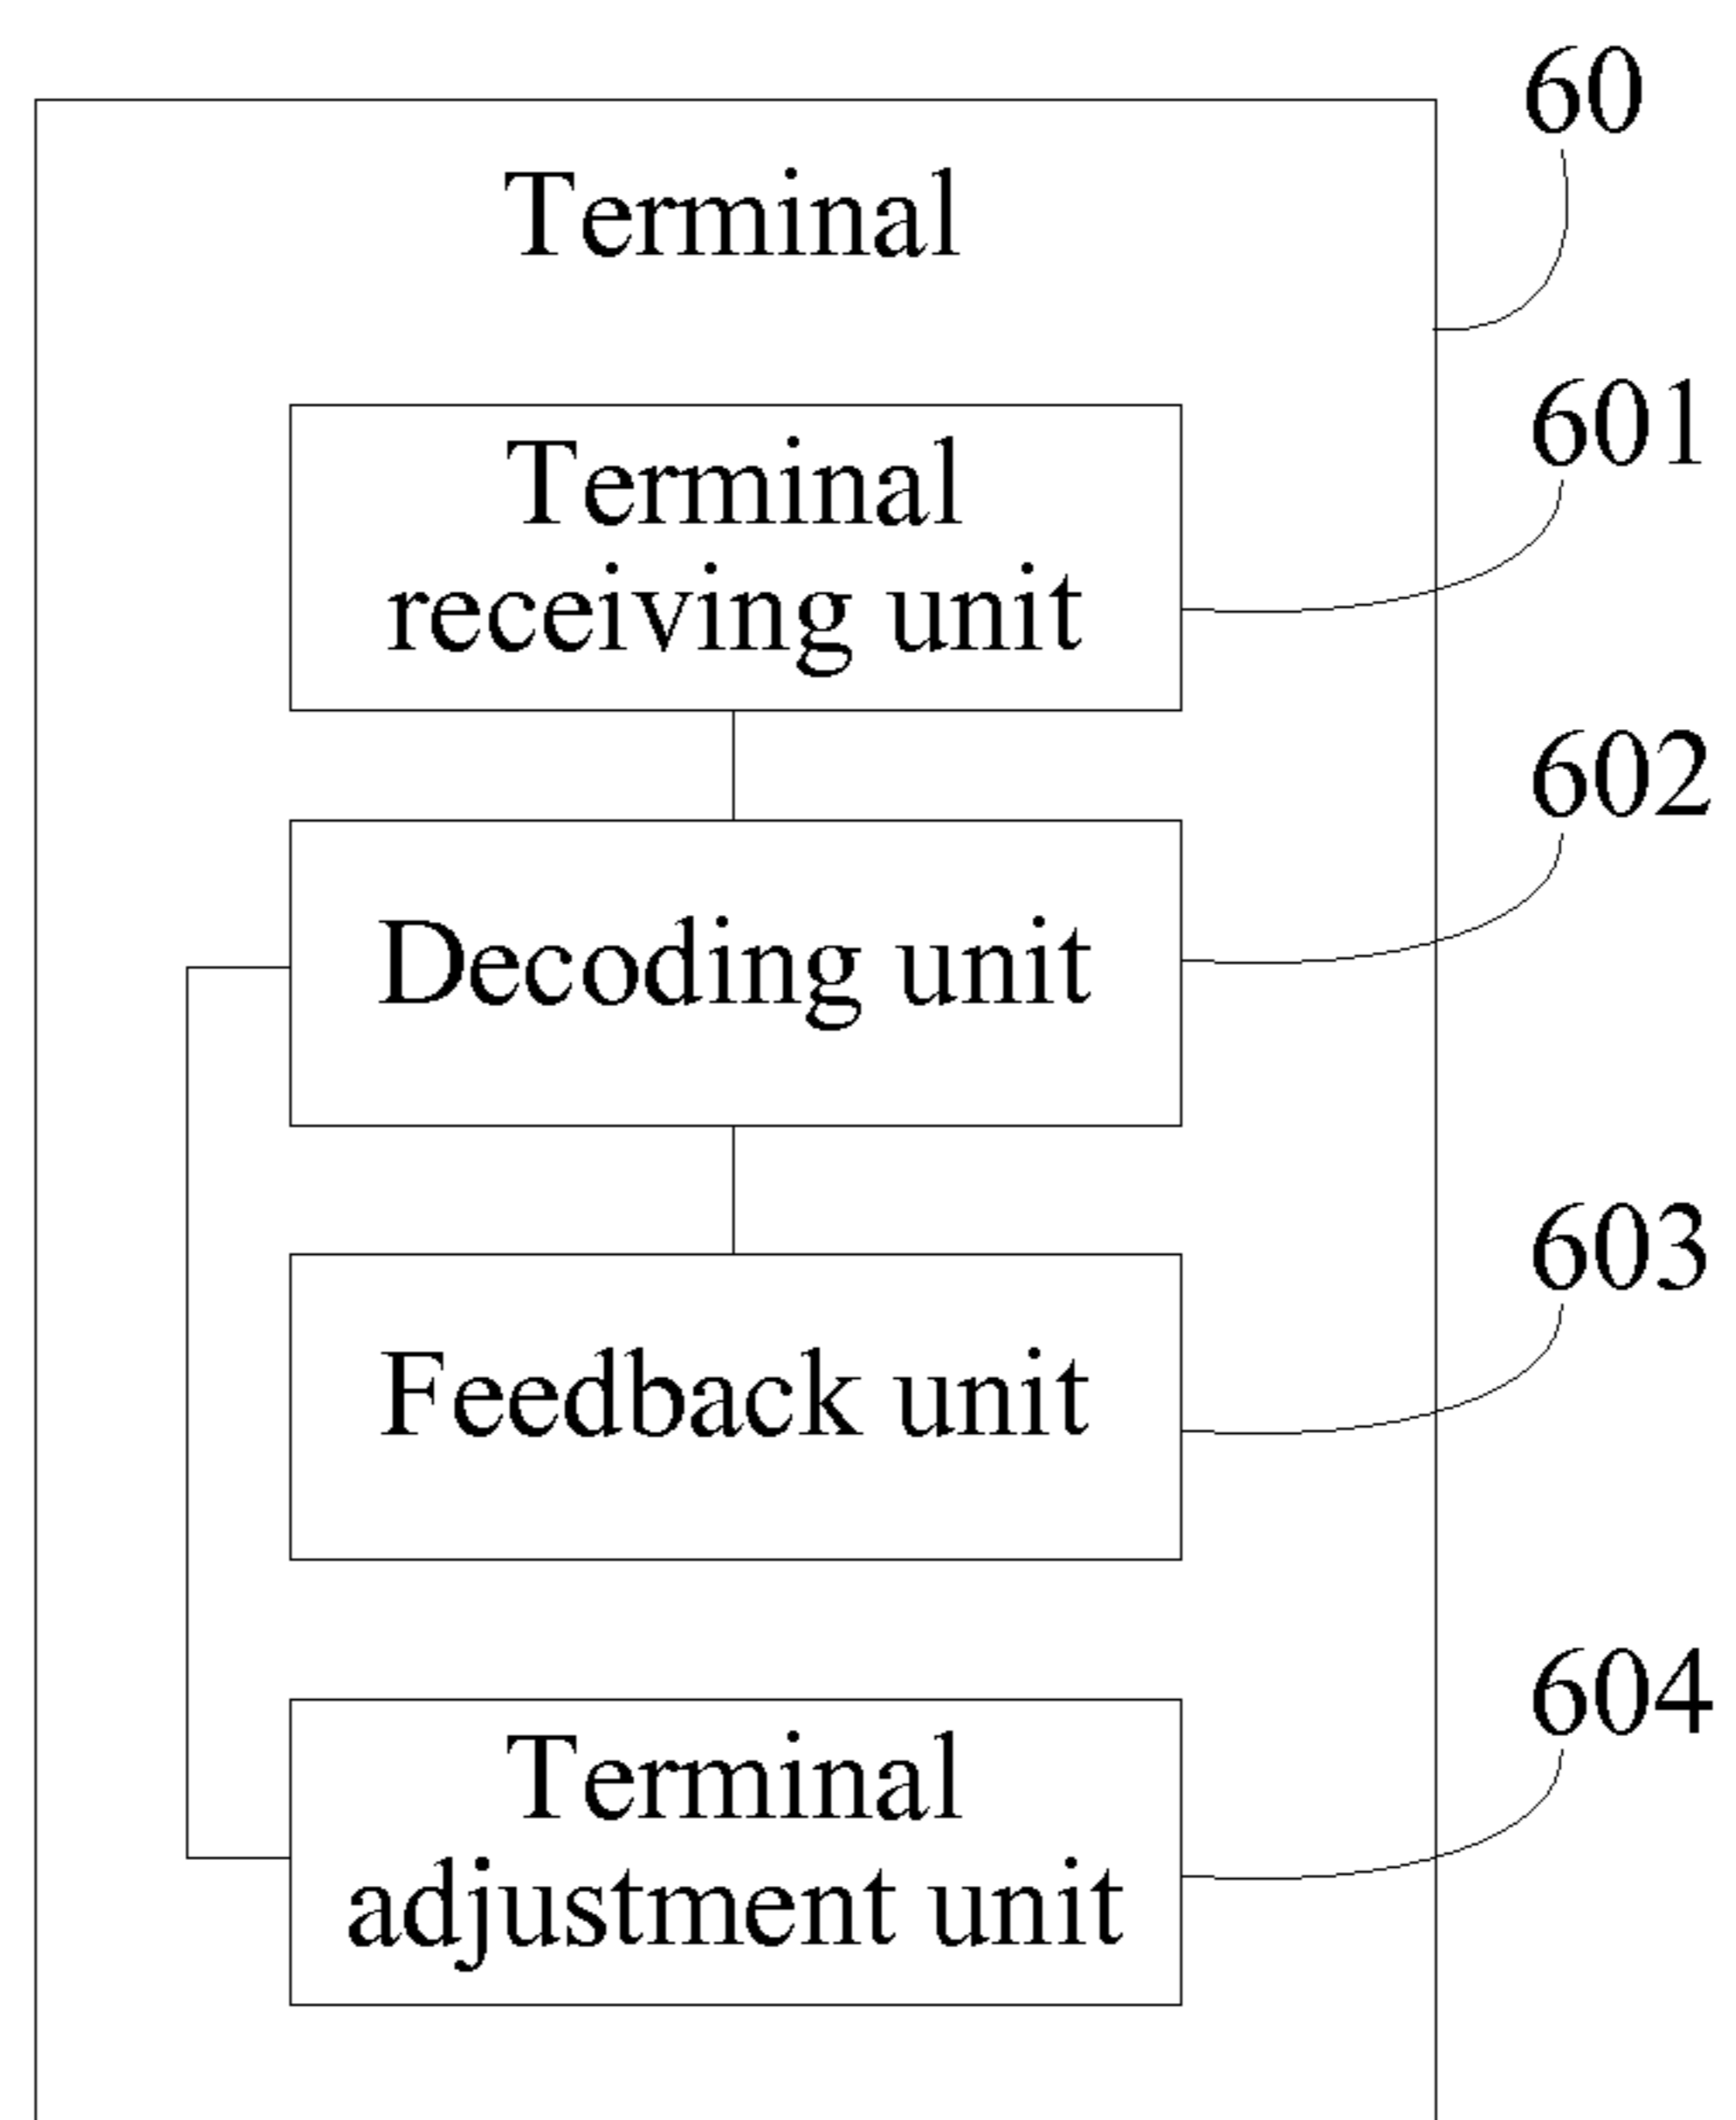 60
Terminal
601
Terminal
receiving unit
602
Decoding unit
603
Feedback unit
604
Terminal
adjustment unit